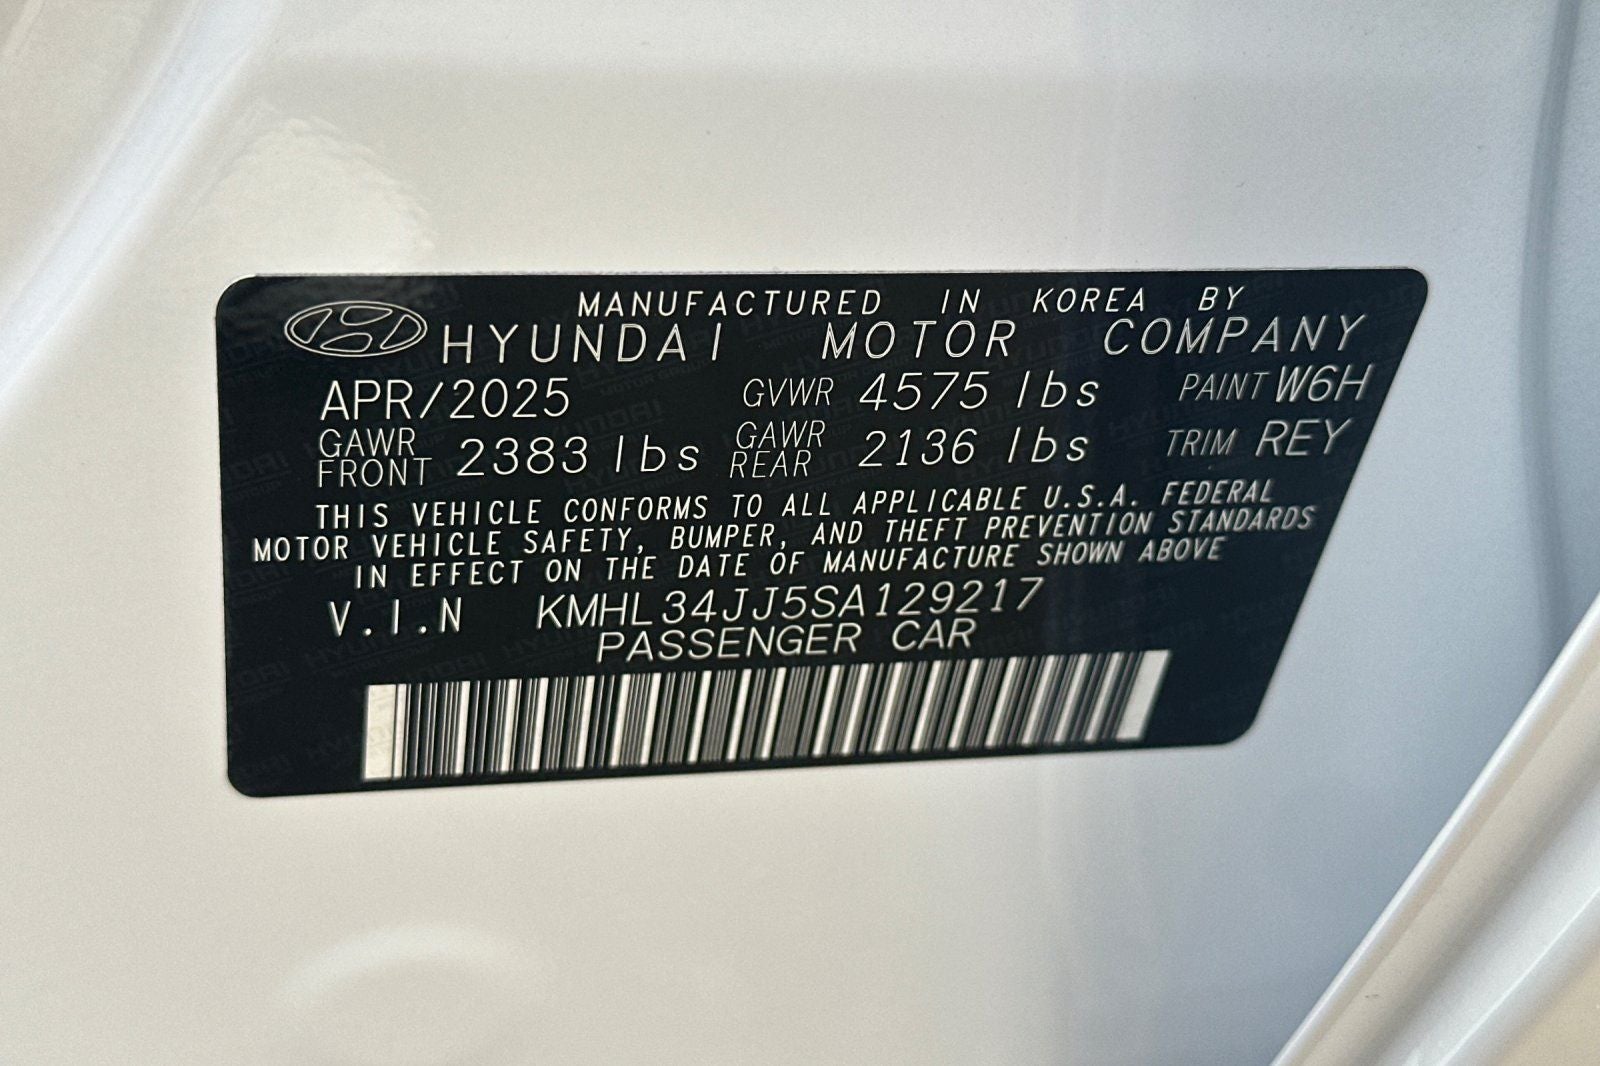 MANUFACTURED IN KOREA BY
HYUNDAI MOTOR COMPANY
APR/2025 GVWR 4575 lbs PAINT W6H
GAWR FRONT 2383 lbs GAWR REAR 2136 lbs TRIM REY
THIS VEHICLE CONFORMS TO ALL APPLICABLE U.S.A. FEDERAL
MOTOR VEHICLE SAFETY, BUMPER, AND THEFT PREVENTION STANDARDS
IN EFFECT ON THE DATE OF MANUFACTURE SHOWN ABOVE
V.I.N KMHL34JJ5SA129217
PASSENGER CAR